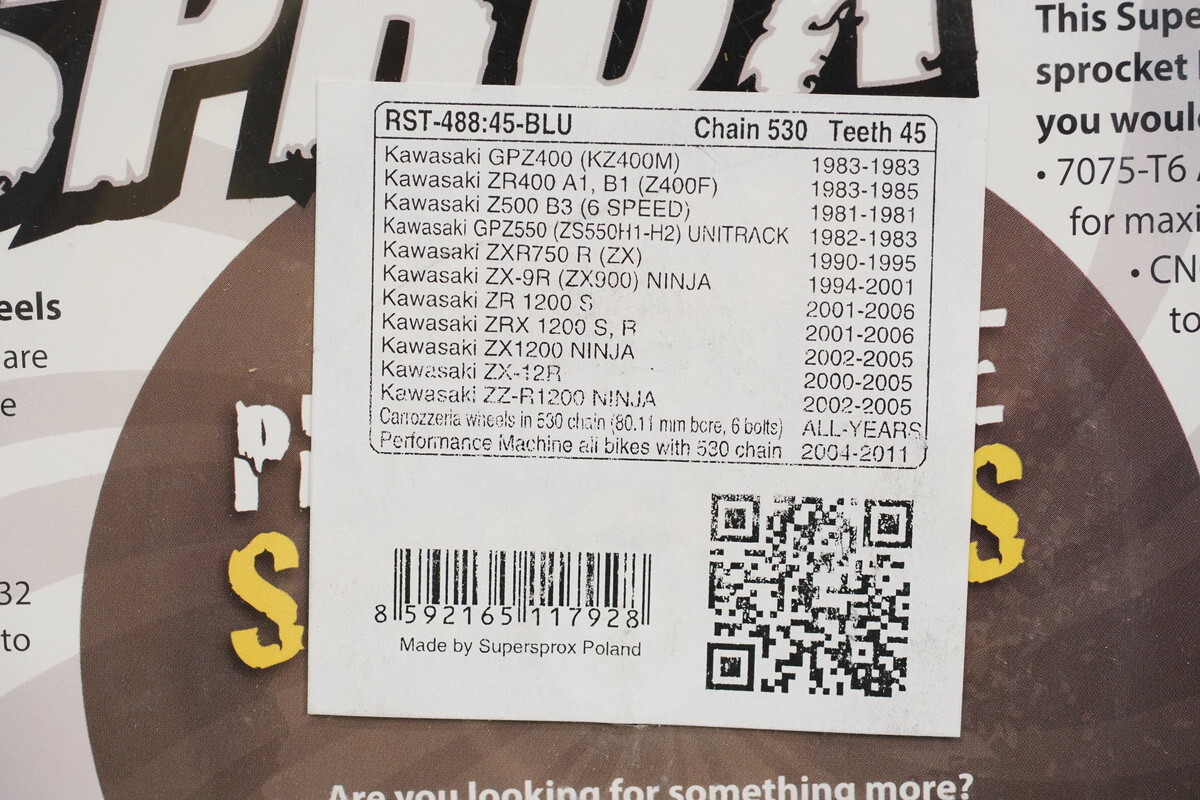 This Supe
sprocket
you would
• 7075-T6
for maxi
• CN
to
eels
are
e
32
to
RST-488:45-BLU Chain 530 Teeth 45
Kawasaki GPZ400 (KZ400M) 1983-1983
Kawasaki ZR400 A1, B1 (Z400F) 1983-1985
Kawasaki Z500 B3 (6 SPEED) 1981-1981
Kawasaki GPZ550 (ZS550H1-H2) UNITRACK 1982-1983
Kawasaki ZXR750 R (ZX) 1990-1995
Kawasaki ZX-9R (ZX900) NINJA 1994-2001
Kawasaki ZR 1200 S 2001-2006
Kawasaki ZRX 1200 S, R 2001-2006
Kawasaki ZX1200 NINJA 2002-2005
Kawasaki ZX-12R 2000-2005
Kawasaki ZZ-R1200 NINJA 2002-2005
Carrozzeria wheels in 530 chain (80.11 mm bore, 6 bolts) ALL-YEARS
Performance Machine all bikes with 530 chain 2004-2011
8 592165 117928
Made by Supersprox Poland
Are you looking for something more?